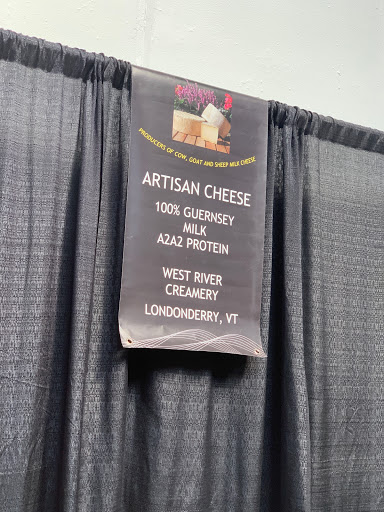 PRODUCERS OF COW, GOAT AND SHEEP MILK CHEESE
ARTISAN CHEESE
100% GUERNSEY
MILK
A2A2 PROTEIN
WEST RIVER
CREAMERY
LONDONDERRY, VT